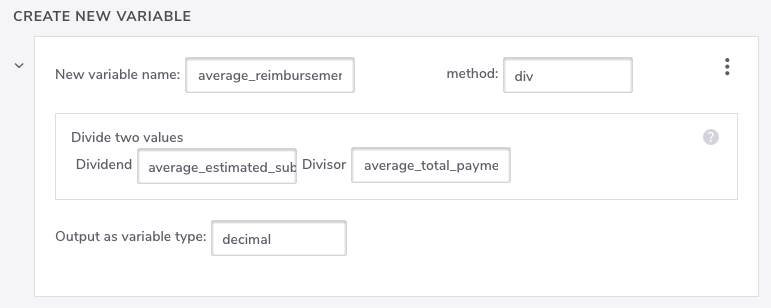 CREATE NEW VARIABLE
New variable name: average_reimbursemer method: div
Divide two values ?
Dividend average_estimated_sub Divisor average_total_payme
Output as variable type: decimal